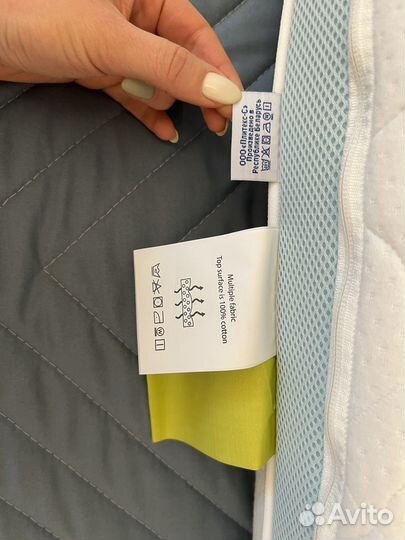 ООО «Плитекс-С»
Произведено в
Республике Беларусь
Multiple fabric
Top surface is 100% cotton
Avito